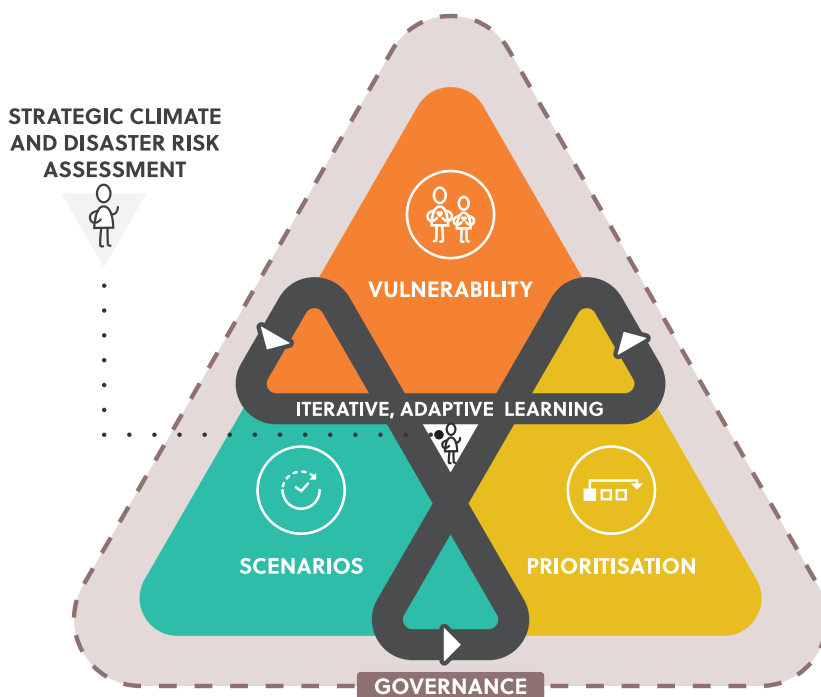 STRATEGIC CLIMATE
AND DISASTER RISK
ASSESSMENT
VULNERABILITY
ITERATIVE, ADAPTIVE LEARNING
SCENARIOS
PRIORITISATION
GOVERNANCE